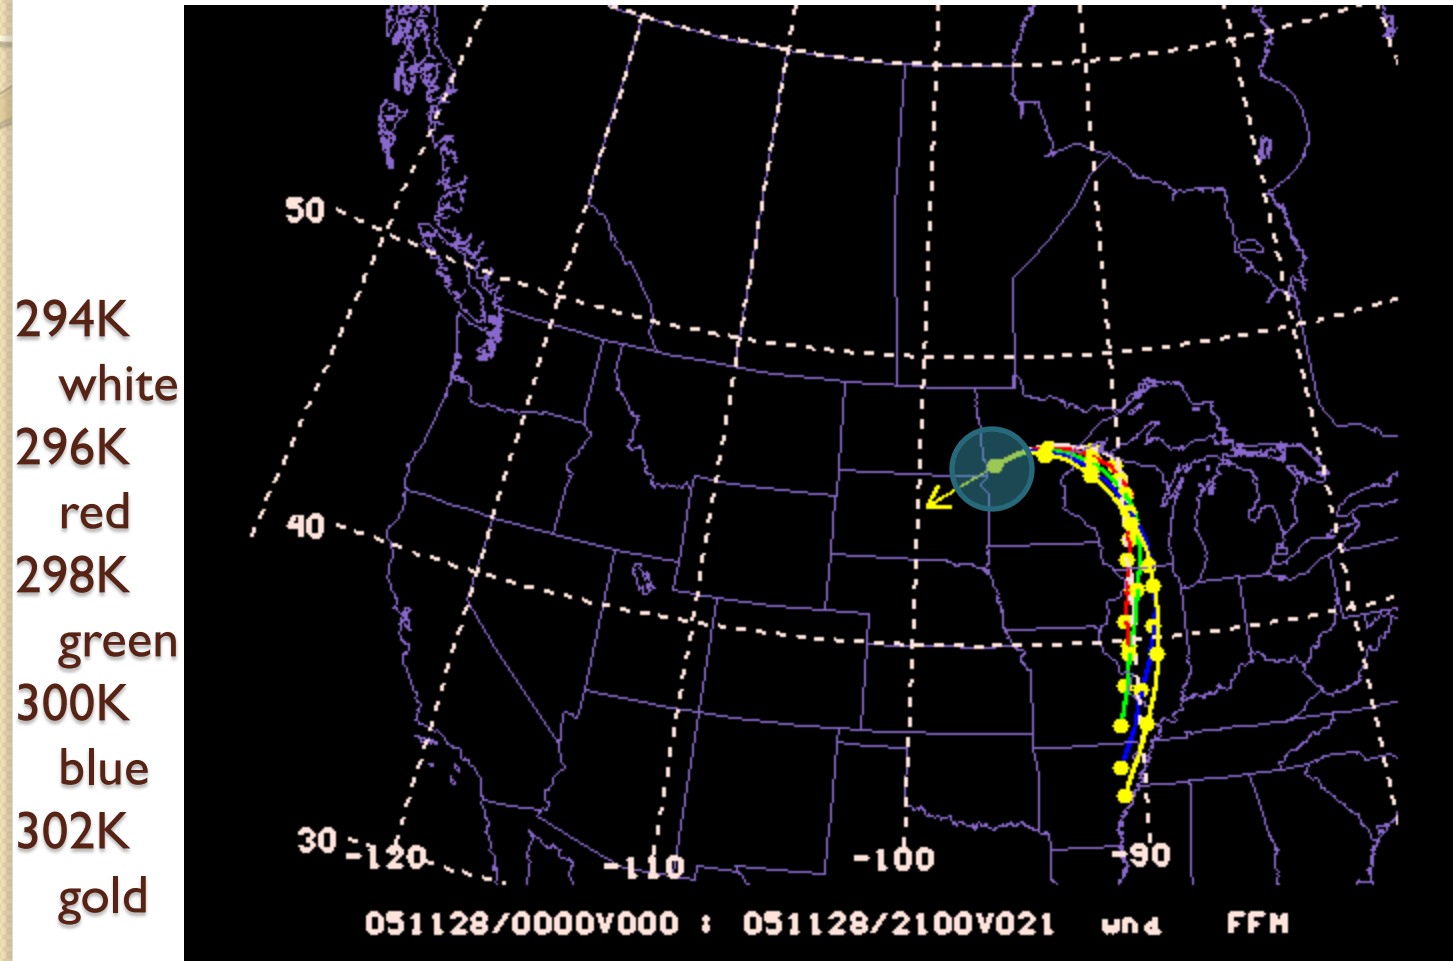 294K
white
296K
red
298K
green
300K
blue
302K
gold
50
40
30
-120
-110
-100
-90
051128/0000V000 : 051128/2100V021 wnd FFM